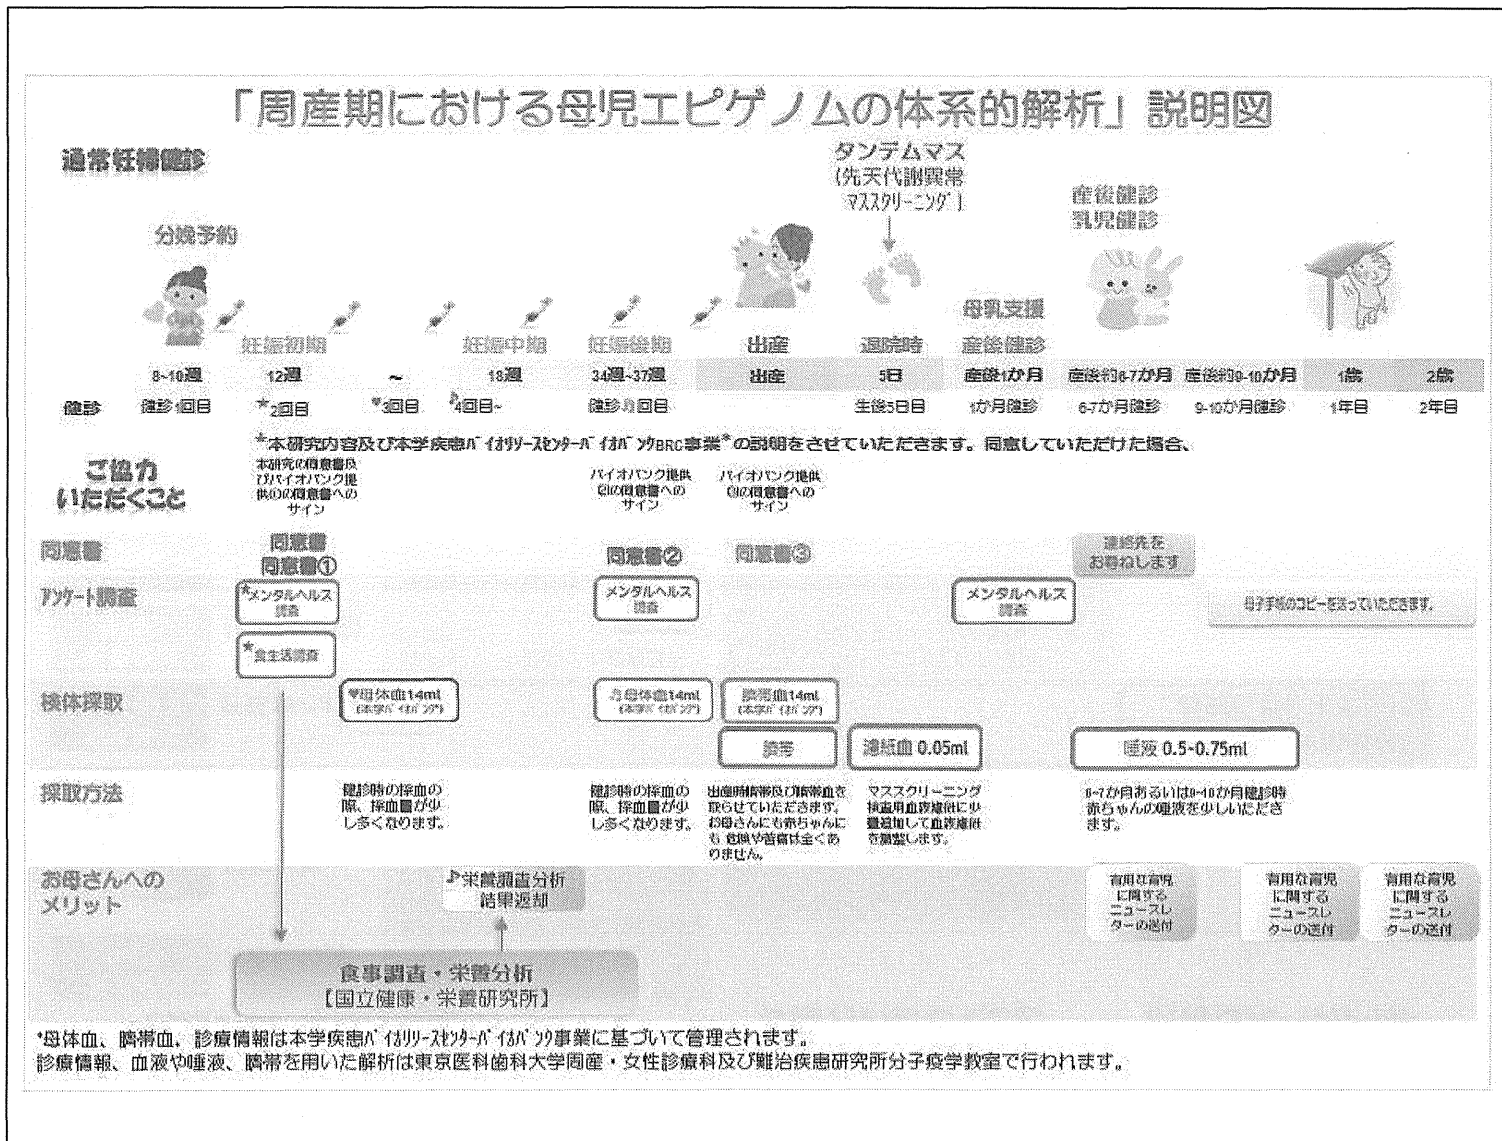 「周産期における母児エピゲノムの体系的解析」説明図
通常妊婦健診
タンデムマス
(先天代謝異常
マススクリーニング)
産後健診
乳児健診
分娩予約
母乳支援
妊娠初期
妊娠中期
妊娠後期
出産
退院時
産後健診
8~10週
12週
~
18週
34週~37週
出産
5日
産後1か月
産後約6-7か月
産後約9-10か月
1歳
2歳
健診
健診1回目
*2回目
♥3回目
♪4回目~
健診♫回目
生後5日目
1か月健診
6-7か月健診
9-10か月健診
1年目
2年目
*本研究内容及び本学疾患バイオリソースセンターバイオバンクBRC事業*の説明をさせていただきます。同意していただけた場合、
ご協力
いただくこと
本研究の同意書及
びバイオバンク提
供①の同意書への
サイン
バイオバンク提供
②の同意書への
サイン
バイオバンク提供
③の同意書への
サイン
同意書
同意書
同意書①
同意書②
同意書③
連絡先を
お尋ねします
アンケート調査
*メンタルヘルス
調査
メンタルヘルス
調査
メンタルヘルス
調査
母子手帳のコピーを送っていただきます。
*食生活調査
検体採取
♥母体血14ml
(本学バイオバンク)
♫母体血14ml
(本学バイオバンク)
臍帯血14ml
(本学バイオバンク)
臍帯
濾紙血 0.05ml
唾液 0.5-0.75ml
採取方法
健診時の採血の
際、採血量が少
し多くなります。
健診時の採血の
際、採血量が少
し多くなります。
出産時臍帯及び臍帯血を
取らせていただきます。
お母さんにも赤ちゃんに
も 危険や苦痛は全くあ
りません。
マススクリーニング
検査用血液濾紙に少
量追加して血液濾紙
を調整します。
6-7か月あるいは9-10か月健診時
赤ちゃんの唾液を少しいただき
ます。
お母さんへの
メリット
♪栄養調査分析
結果返却
有用な育児
に関する
ニュースレ
ターの送付
有用な育児
に関する
ニュースレ
ターの送付
有用な育児
に関する
ニュースレ
ターの送付
食事調査・栄養分析
【国立健康・栄養研究所】
*母体血、臍帯血、診療情報は本学疾患バイオリソースセンターバイオバンク事業に基づいて管理されます。
診療情報、血液や唾液、臍帯を用いた解析は東京医科歯科大学周産・女性診療科及び難治疾患研究所分子疫学教室で行われます。